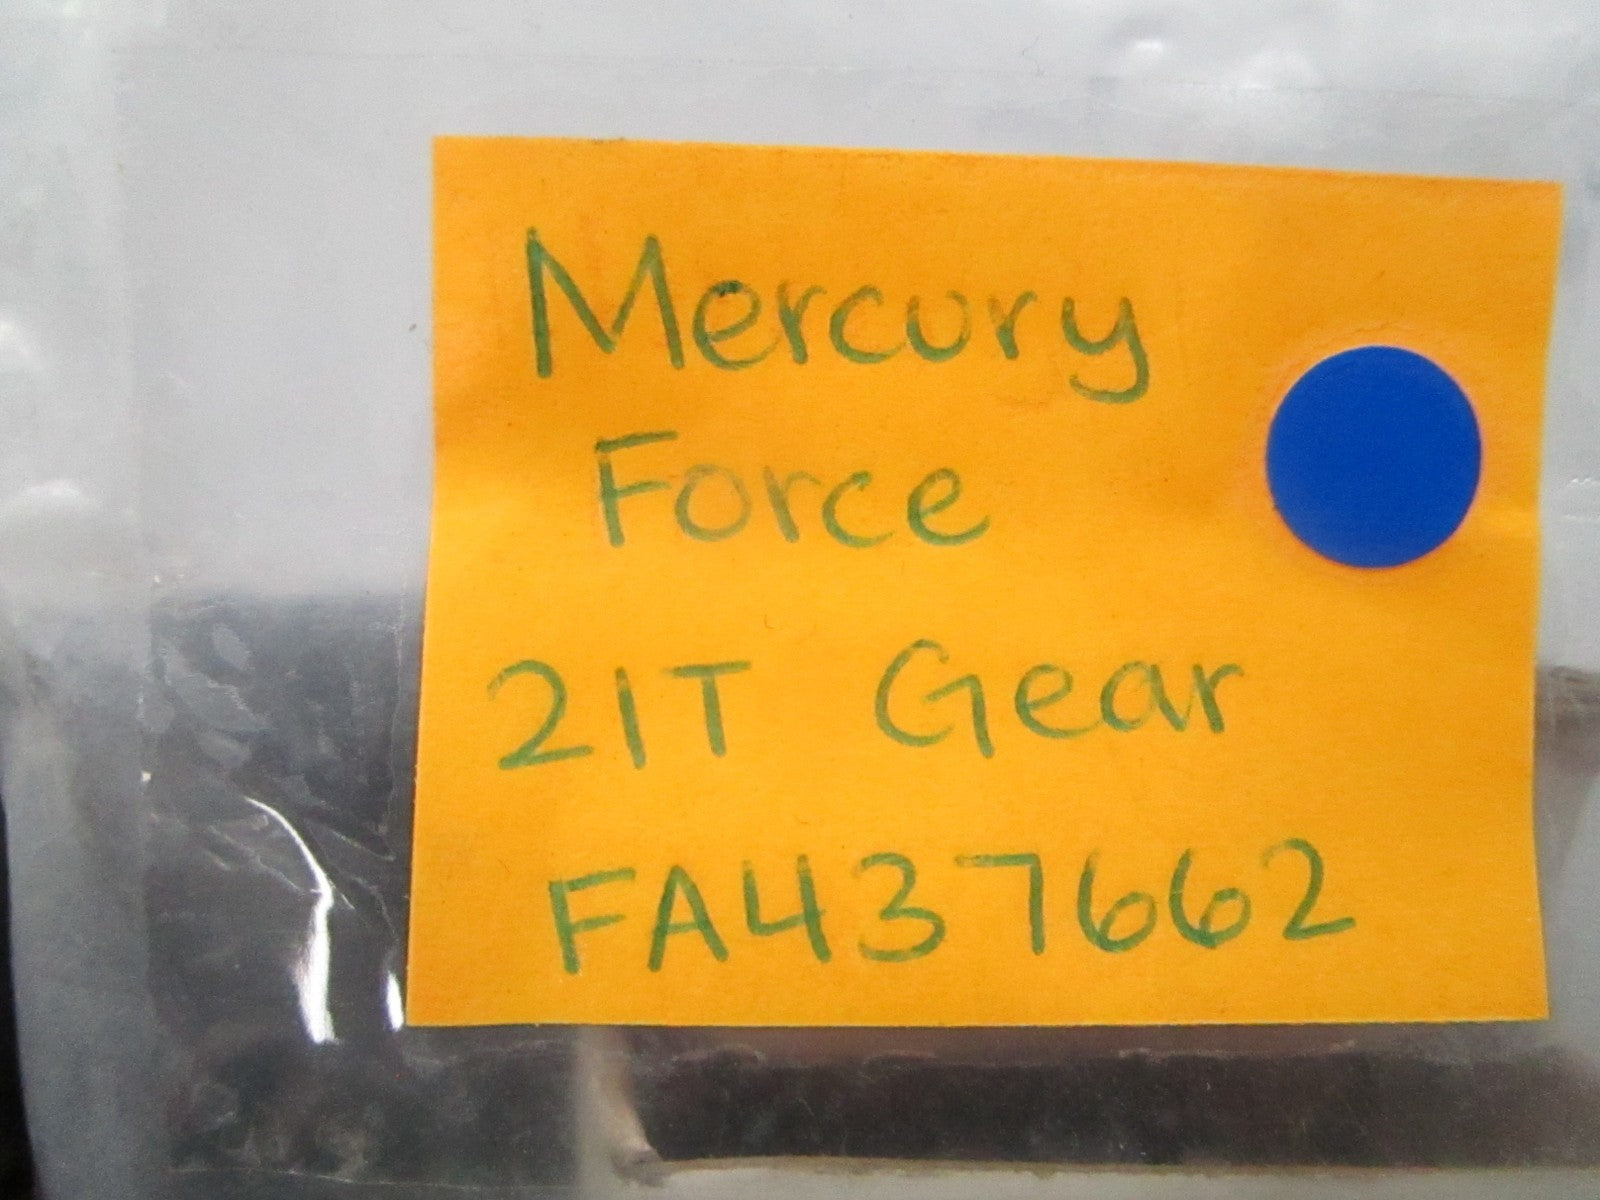 Mercury
Force
21T Gear
FA437662